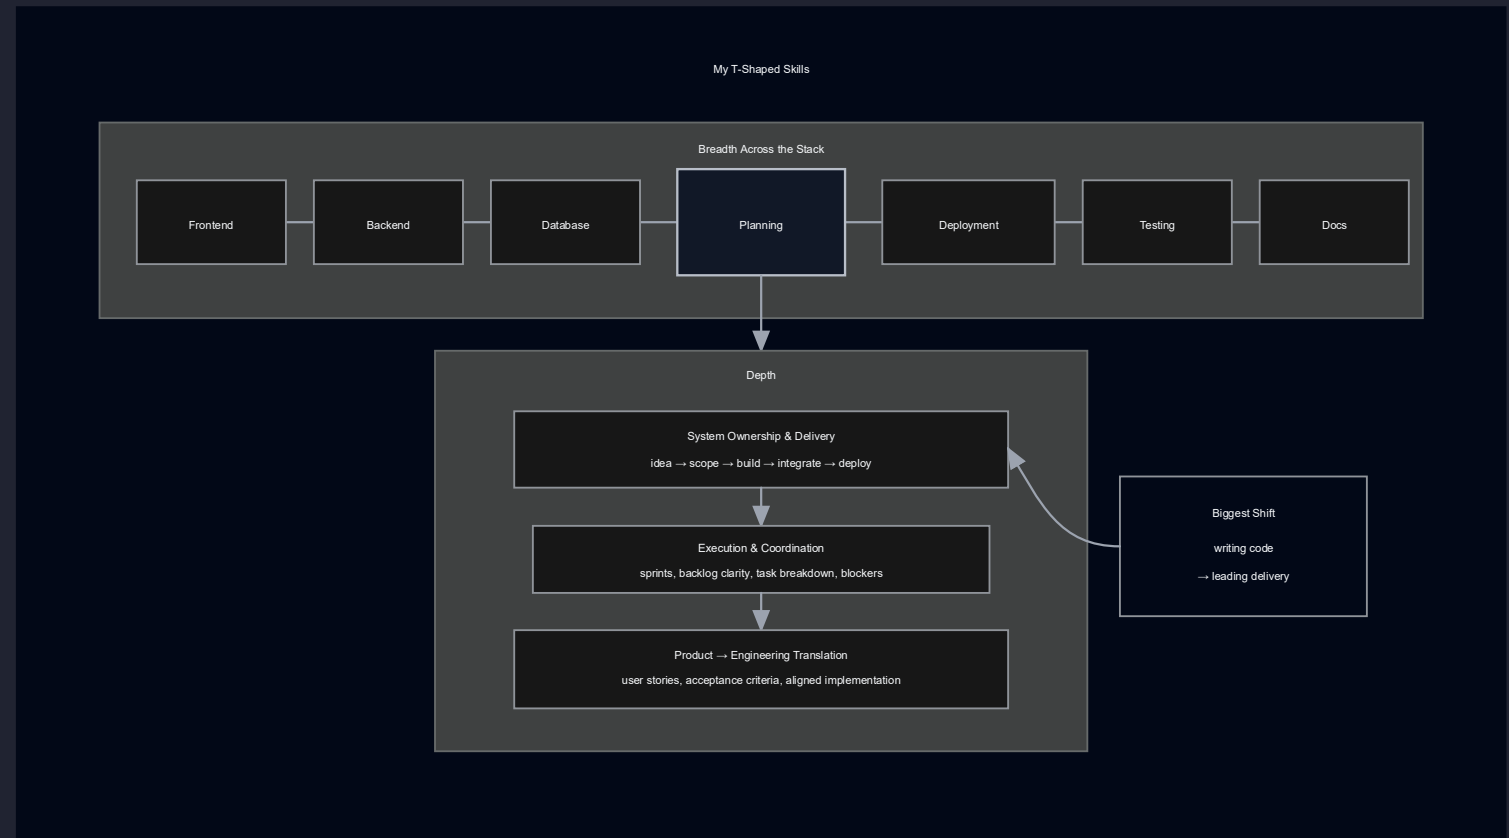 My T-Shaped Skills
Breadth Across the Stack
Frontend
Backend
Database
Planning
Deployment
Testing
Docs
Depth
System Ownership & Delivery
idea → scope → build → integrate → deploy
Execution & Coordination
sprints, backlog clarity, task breakdown, blockers
Product → Engineering Translation
user stories, acceptance criteria, aligned implementation
Biggest Shift
writing code
→ leading delivery